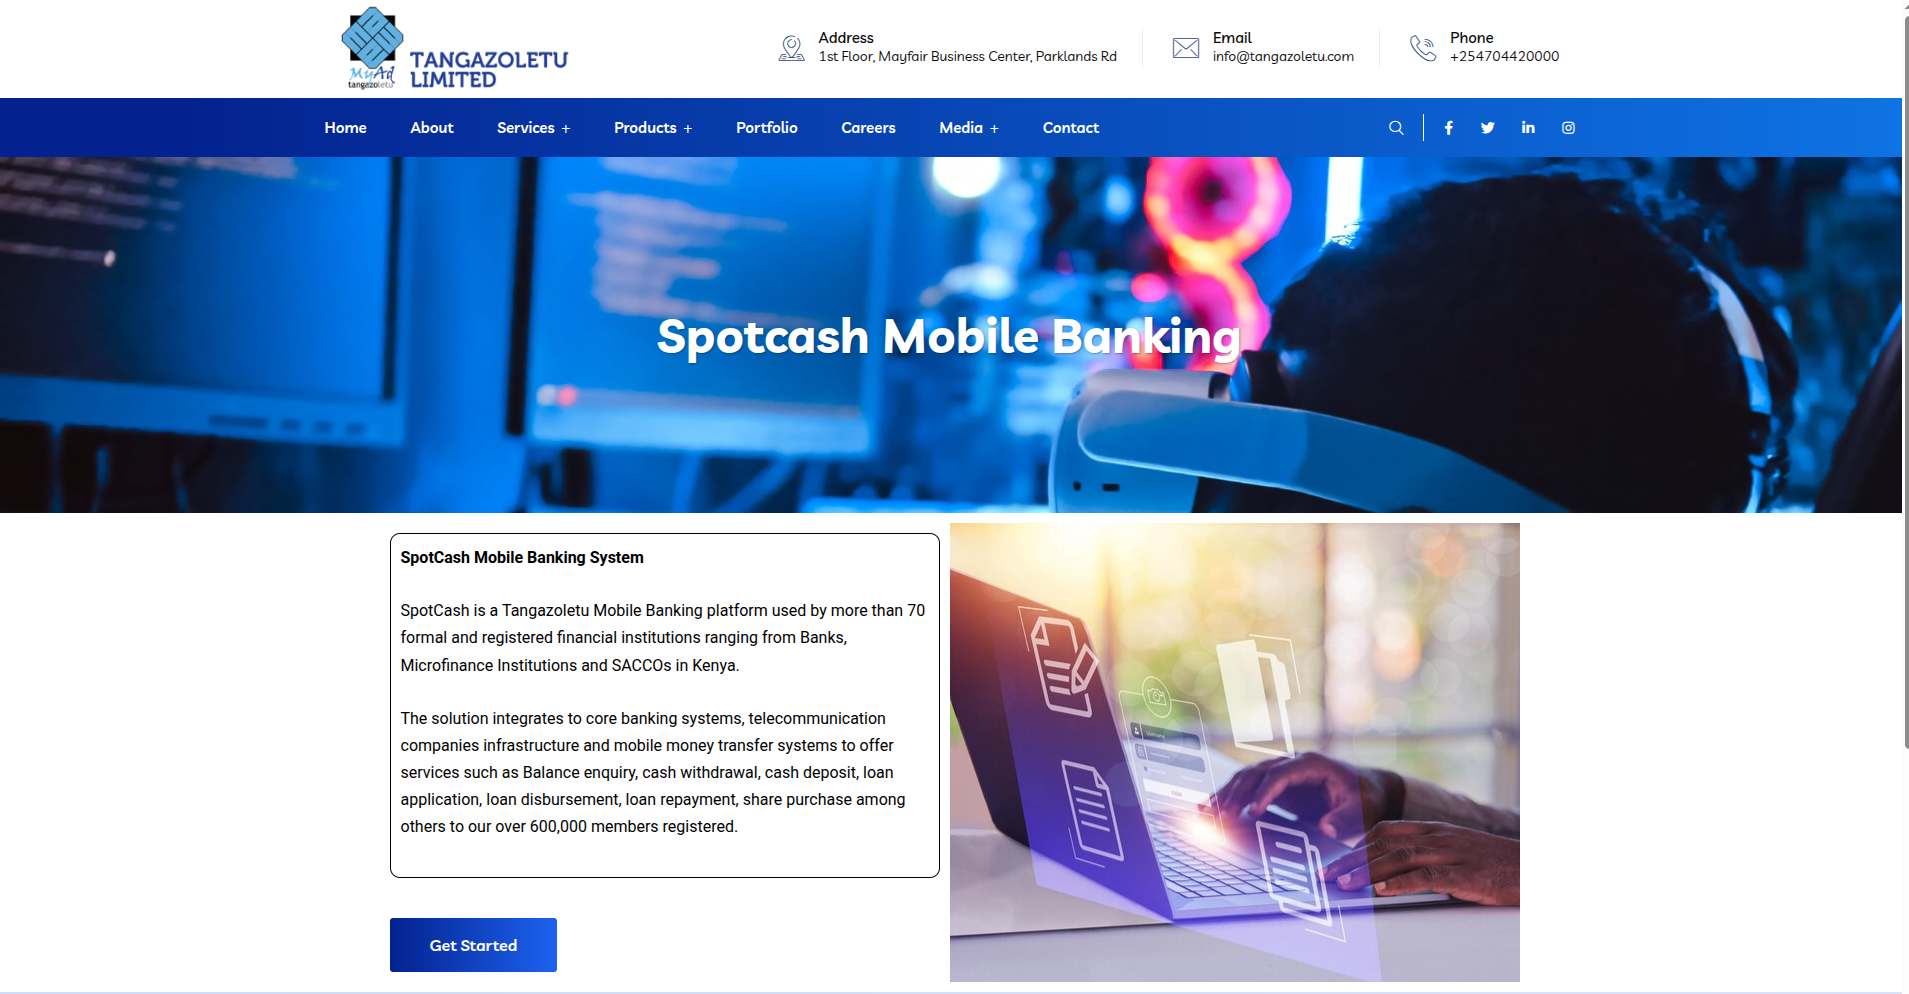 MyAd
tangazoletu
TANGAZOLETU
LIMITED
Address
1st Floor, Mayfair Business Center, Parklands Rd
Email
info@tangazoletu.com
Phone
+254704420000
Home
About
Services +
Products +
Portfolio
Careers
Media +
Contact
Spotcash Mobile Banking
SpotCash Mobile Banking System
SpotCash is a Tangazoletu Mobile Banking platform used by more than 70
formal and registered financial institutions ranging from Banks,
Microfinance Institutions and SACCOs in Kenya.
The solution integrates to core banking systems, telecommunication
companies infrastructure and mobile money transfer systems to offer
services such as Balance enquiry, cash withdrawal, cash deposit, loan
application, loan disbursement, loan repayment, share purchase among
others to our over 600,000 members registered.
Get Started
Username